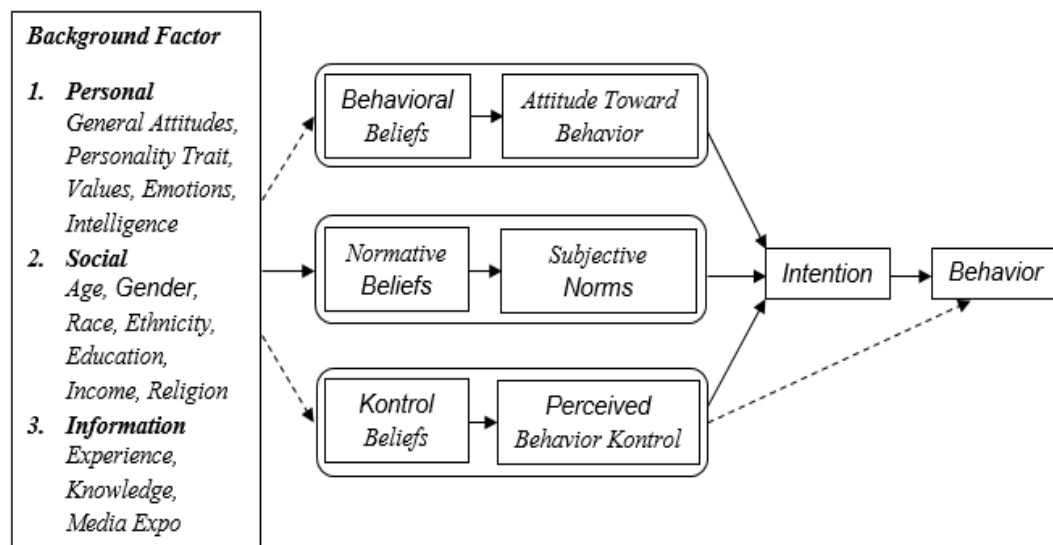 Background Factor
1. Personal
General Attitudes,
Personality Trait,
Values, Emotions,
Intelligence
2. Social
Age, Gender,
Race, Ethnicity,
Education,
Income, Religion
3. Information
Experience,
Knowledge,
Media Expo
Behavioral
Beliefs
Attitude Toward
Behavior
Normative
Beliefs
Subjective
Norms
Kontrol
Beliefs
Perceived
Behavior Kontrol
Intention
Behavior